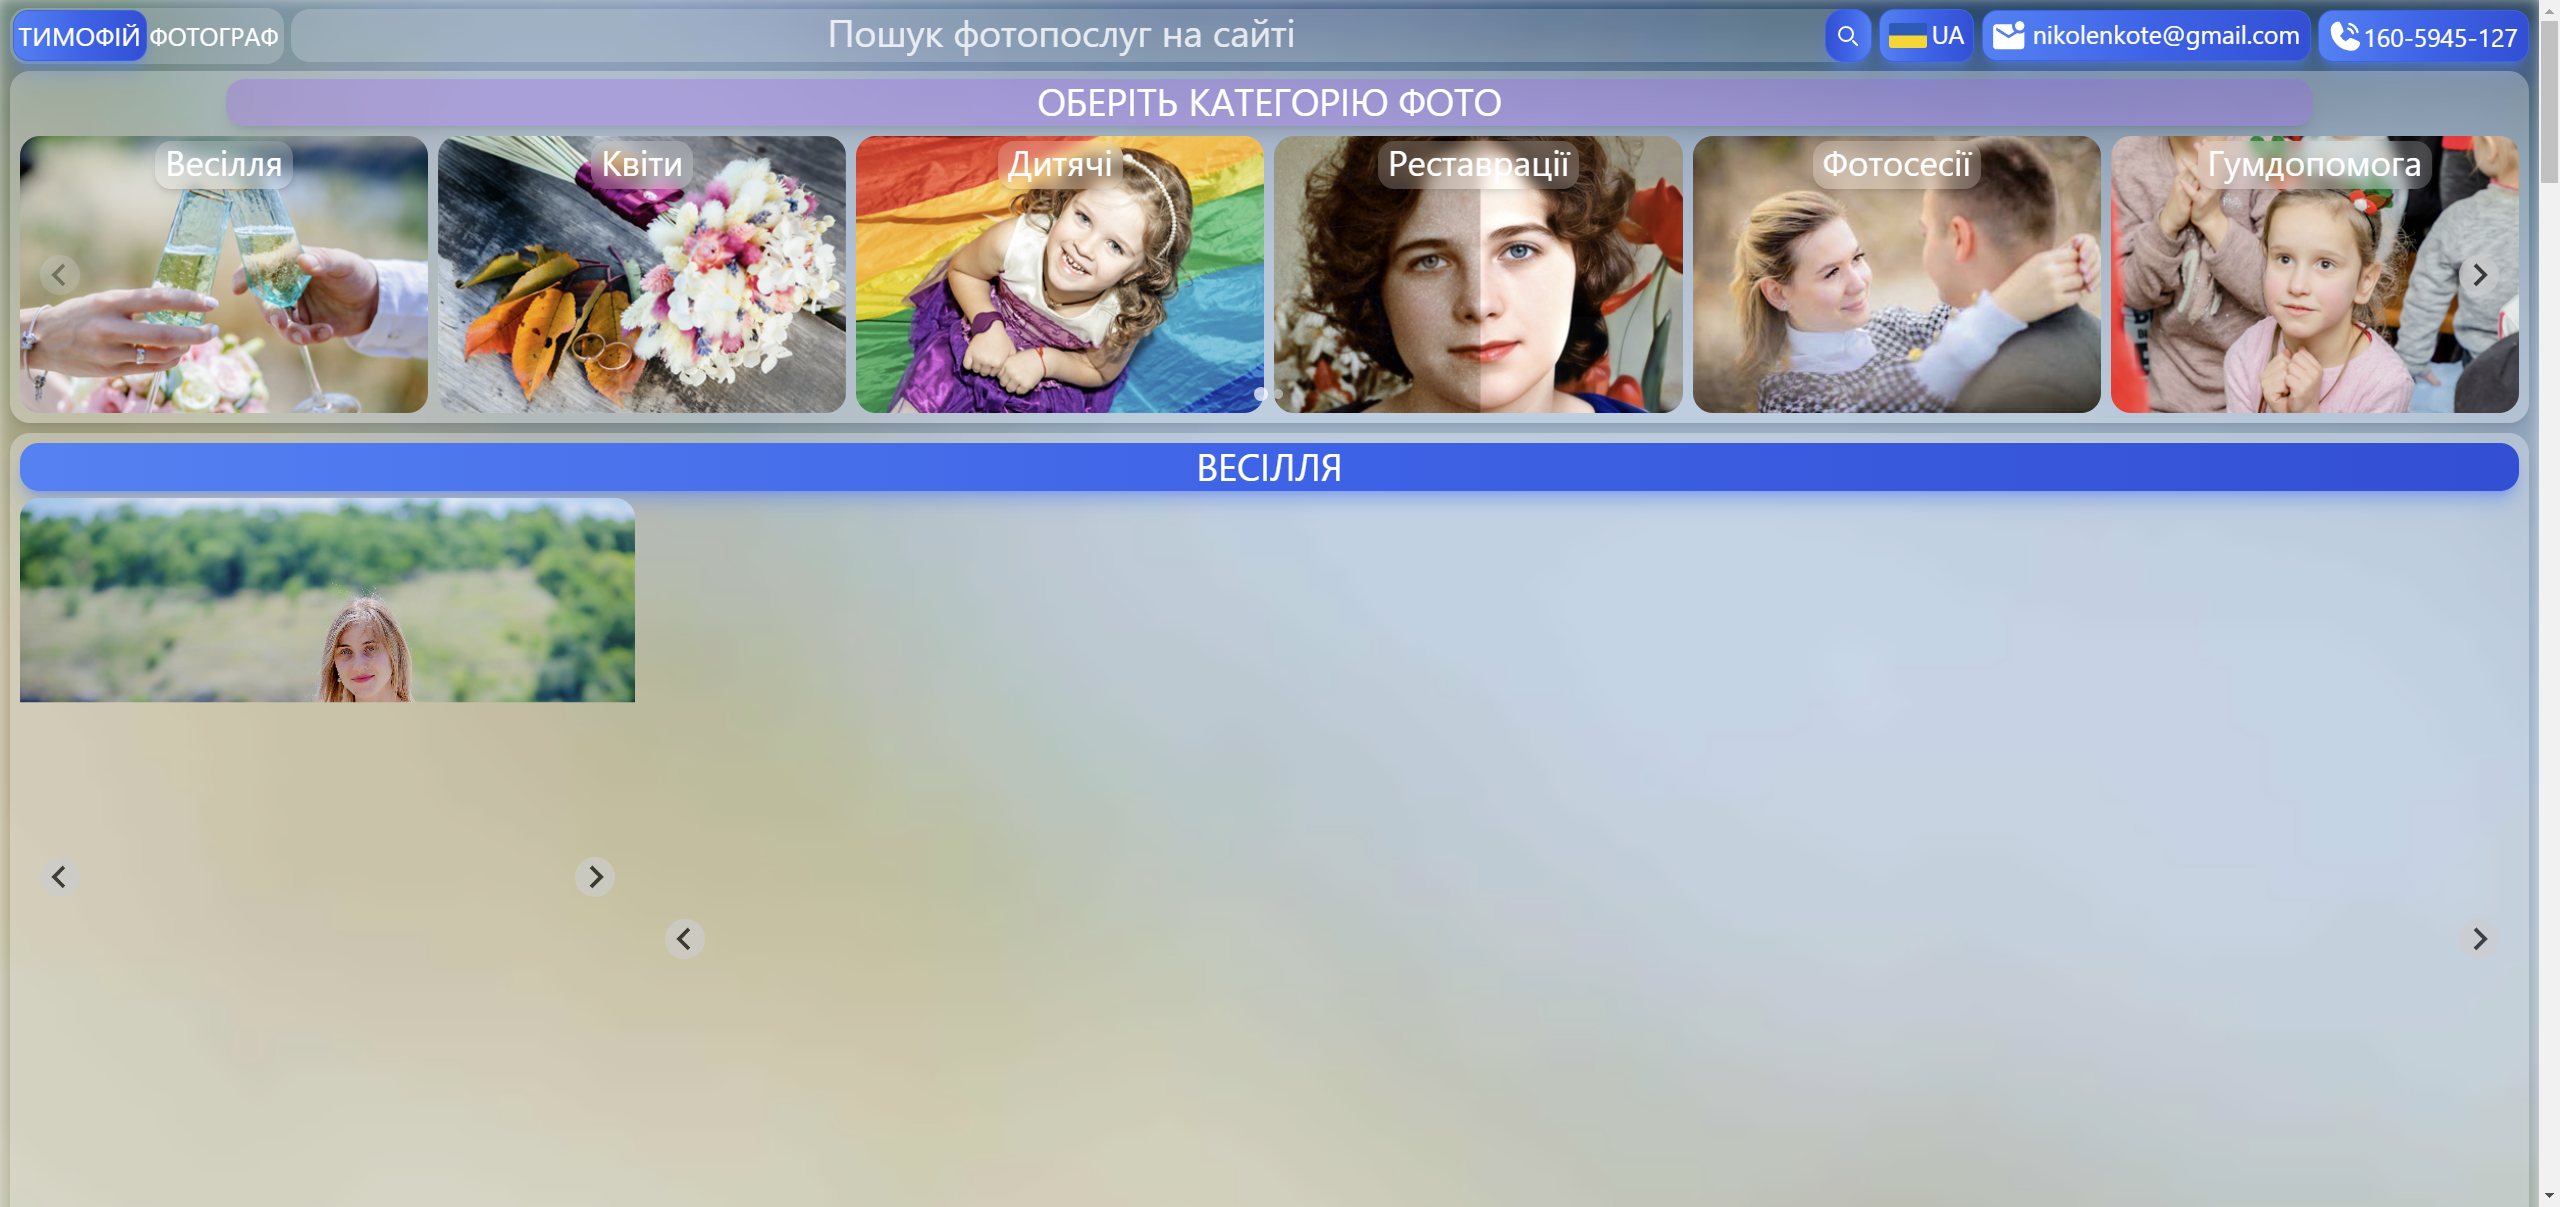 ТИМОФІЙ ФОТОГРАФ
Пошук фотопослуг на сайті
UA
nikolenkote@gmail.com
160-5945-127
ОБЕРІТЬ КАТЕГОРІЮ ФОТО
Весілля
Квіти
Дитячі
Реставрації
Фотосесії
Гумдопомога
ВЕСІЛЛЯ